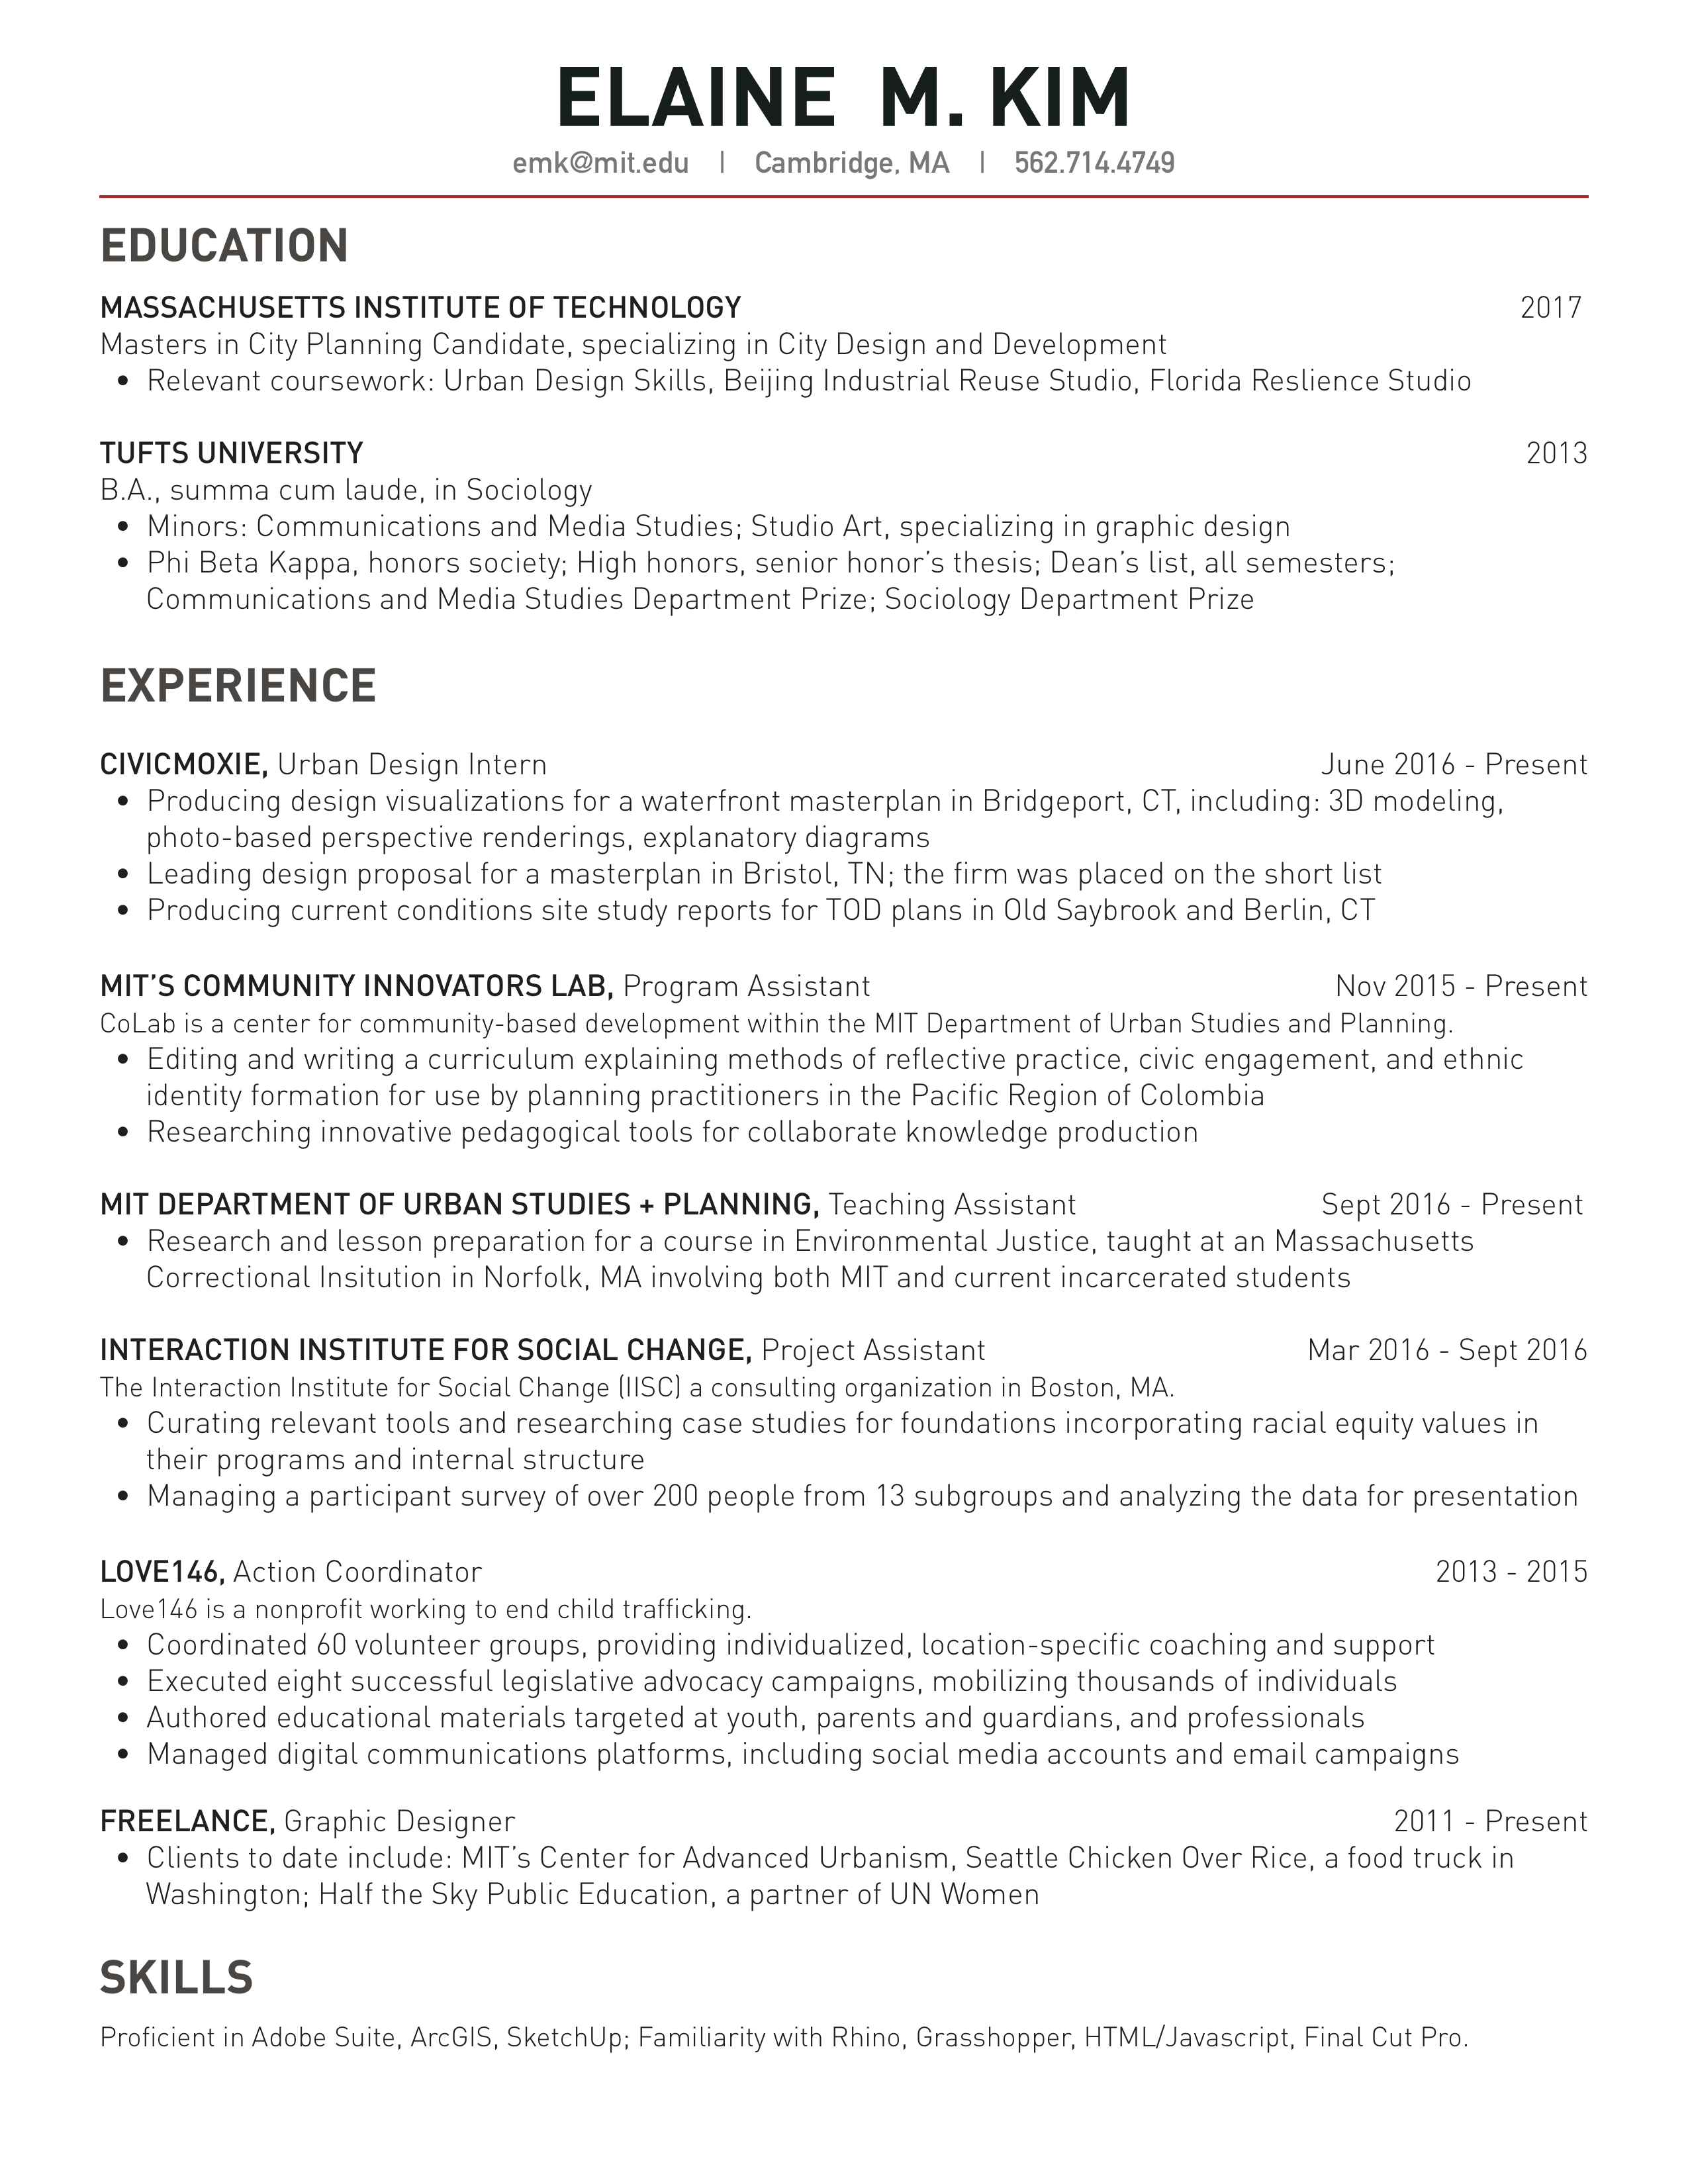 ELAINE M. KIM
emk@mit.edu | Cambridge, MA | 562.714.4749
EDUCATION
MASSACHUSETTS INSTITUTE OF TECHNOLOGY 2017
Masters in City Planning Candidate, specializing in City Design and Development
• Relevant coursework: Urban Design Skills, Beijing Industrial Reuse Studio, Florida Reslience Studio
TUFTS UNIVERSITY 2013
B.A., summa cum laude, in Sociology
• Minors: Communications and Media Studies; Studio Art, specializing in graphic design
• Phi Beta Kappa, honors society; High honors, senior honor’s thesis; Dean’s list, all semesters;
Communications and Media Studies Department Prize; Sociology Department Prize
EXPERIENCE
CIVICMOXIE, Urban Design Intern June 2016 - Present
• Producing design visualizations for a waterfront masterplan in Bridgeport, CT, including: 3D modeling,
photo-based perspective renderings, explanatory diagrams
• Leading design proposal for a masterplan in Bristol, TN; the firm was placed on the short list
• Producing current conditions site study reports for TOD plans in Old Saybrook and Berlin, CT
MIT’S COMMUNITY INNOVATORS LAB, Program Assistant Nov 2015 - Present
CoLab is a center for community-based development within the MIT Department of Urban Studies and Planning.
• Editing and writing a curriculum explaining methods of reflective practice, civic engagement, and ethnic
identity formation for use by planning practitioners in the Pacific Region of Colombia
• Researching innovative pedagogical tools for collaborate knowledge production
MIT DEPARTMENT OF URBAN STUDIES + PLANNING, Teaching Assistant Sept 2016 - Present
• Research and lesson preparation for a course in Environmental Justice, taught at an Massachusetts
Correctional Insitution in Norfolk, MA involving both MIT and current incarcerated students
INTERACTION INSTITUTE FOR SOCIAL CHANGE, Project Assistant Mar 2016 - Sept 2016
The Interaction Institute for Social Change (IISC) a consulting organization in Boston, MA.
• Curating relevant tools and researching case studies for foundations incorporating racial equity values in
their programs and internal structure
• Managing a participant survey of over 200 people from 13 subgroups and analyzing the data for presentation
LOVE146, Action Coordinator 2013 - 2015
Love146 is a nonprofit working to end child trafficking.
• Coordinated 60 volunteer groups, providing individualized, location-specific coaching and support
• Executed eight successful legislative advocacy campaigns, mobilizing thousands of individuals
• Authored educational materials targeted at youth, parents and guardians, and professionals
• Managed digital communications platforms, including social media accounts and email campaigns
FREELANCE, Graphic Designer 2011 - Present
• Clients to date include: MIT’s Center for Advanced Urbanism, Seattle Chicken Over Rice, a food truck in
Washington; Half the Sky Public Education, a partner of UN Women
SKILLS
Proficient in Adobe Suite, ArcGIS, SketchUp; Familiarity with Rhino, Grasshopper, HTML/Javascript, Final Cut Pro.